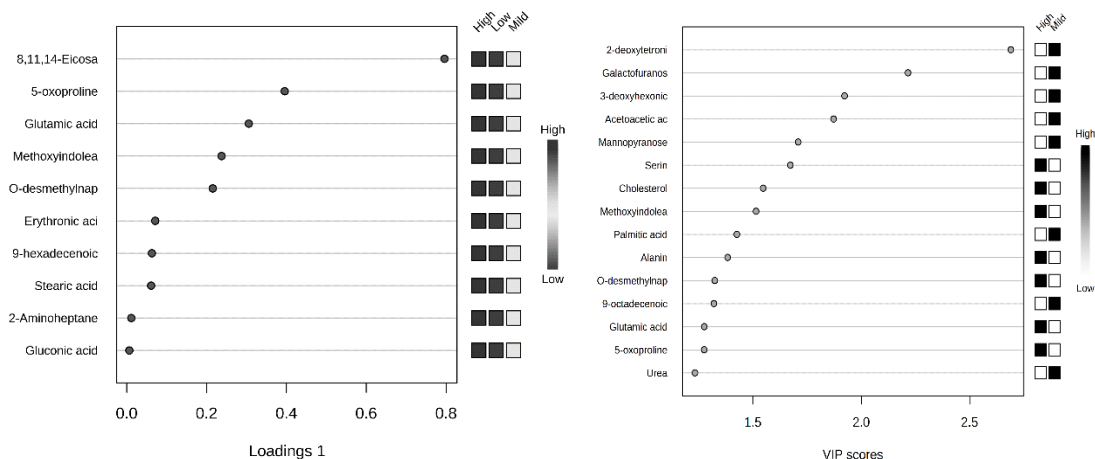 High Low Mild
8,11,14-Eicosa
5-oxoproline
Glutamic acid
Methoxyindolea
O-desmethylnap
Erythronic aci
9-hexadecenoic
Stearic acid
2-Aminoheptane
Gluconic acid
High
Low
0.0 0.2 0.4 0.6 0.8
Loadings 1
High Mild
2-deoxytetroni
Galactofuranos
3-deoxyhexonic
Acetoacetic ac
Mannopyranose
Serin
Cholesterol
Methoxyindolea
Palmitic acid
Alanin
O-desmethylnap
9-octadecenoic
Glutamic acid
5-oxoproline
Urea
High
Low
1.5 2.0 2.5
VIP scores